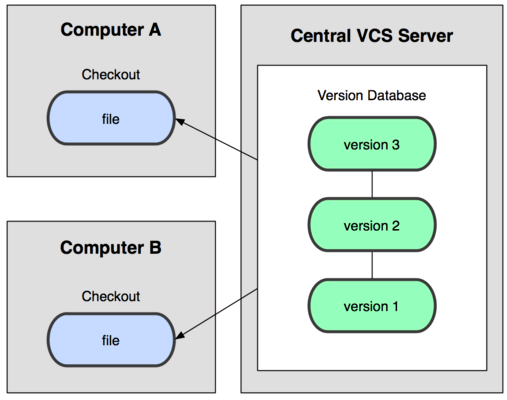 Computer A
Checkout
file
Computer B
Checkout
file
Central VCS Server
Version Database
version 3
version 2
version 1